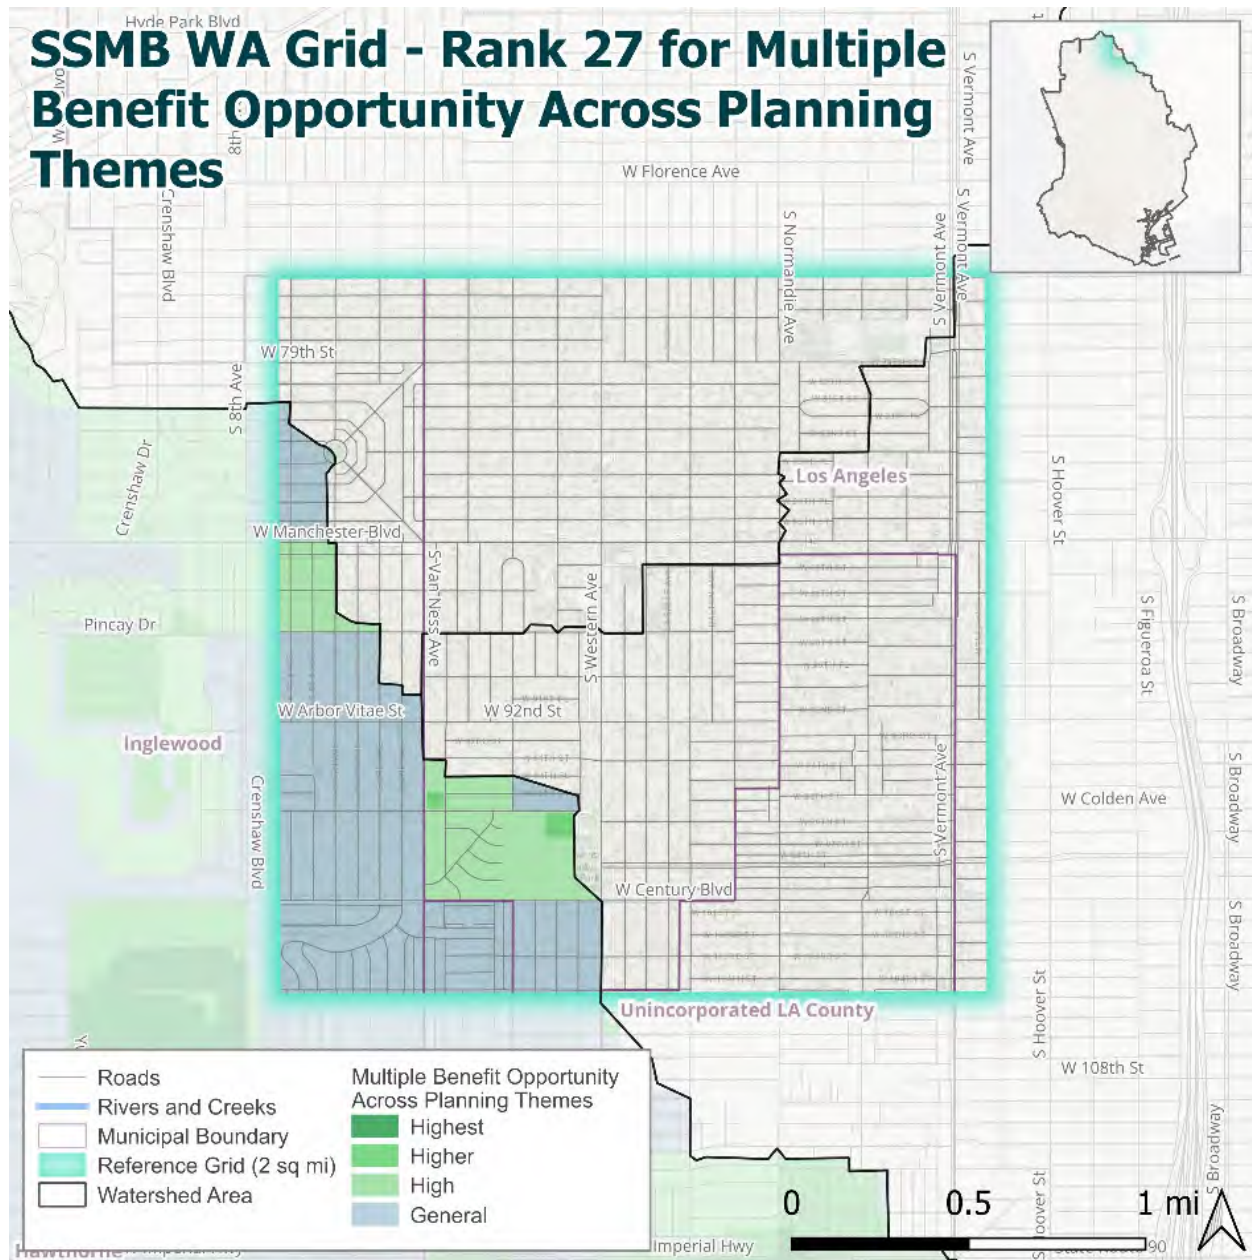 Hyde Park Blvd
SSMB WA Grid - Rank 27 for Multiple
Benefit Opportunity Across Planning
Themes
8th Ave
W Florence Ave
Crenshaw Blvd
S Normandie Ave
S Vermont Ave
S Vermont Ave
S Vermont Ave
W 79th St
S 8th Ave
Crenshaw Dr
Los Angeles
S Hoover St
W Manchester Blvd
S Van Ness Ave
S Western Ave
Pincay Dr
S Figueroa St
S Broadway
W Arbor Vitae St
W 92nd St
Inglewood
Crenshaw Blvd
S Vermont Ave
W Colden Ave
S Broadway
W Century Blvd
S Broadway
Unincorporated LA County
S Hoover St
W 108th St
S Broadway
Roads
Rivers and Creeks
Municipal Boundary
Reference Grid (2 sq mi)
Watershed Area
Multiple Benefit Opportunity
Across Planning Themes
Highest
Higher
High
General
0 0.5 1 mi
Hawthorne
Imperial Hwy